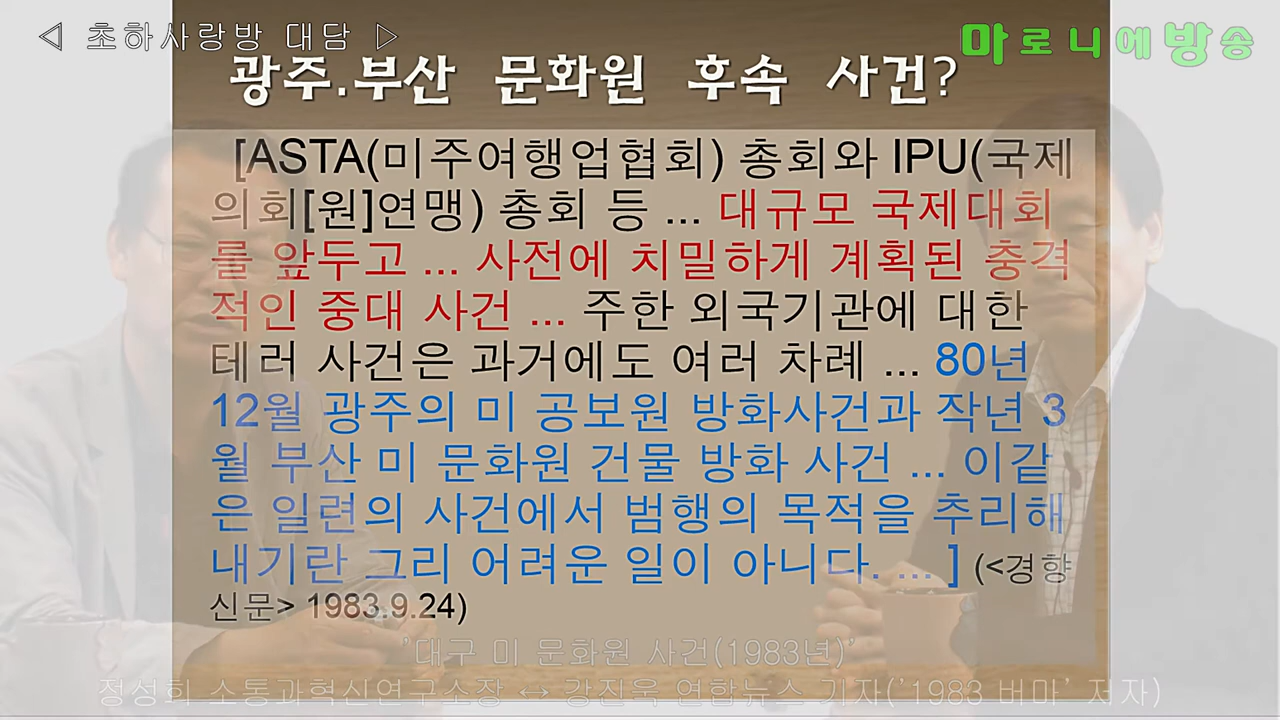 ◁ 초하사랑방 대담 ▷
마로니에방송
광주.부산 문화원 후속 사건?
[ASTA(미주여행업협회) 총회와 IPU(국제
의회[원]연맹) 총회 등 ... 대규모 국제대회
를 앞두고 ... 사전에 치밀하게 계획된 충격
적인 중대 사건 ... 주한 외국기관에 대한
테러 사건은 과거에도 여러 차례 ... 80년
12월 광주의 미 공보원 방화사건과 작년 3
월 부산 미 문화원 건물 방화 사건 ... 이같
은 일련의 사건에서 범행의 목적을 추리해
내기란 그리 어려운 일이 아니다. ... ] (<경향
신문> 1983.9.24)
'대구 미 문화원 사건(1983년)'
정성희 소통과혁신연구소장 ↔ 강진욱 연합뉴스 기자('1983 버마' 저자)